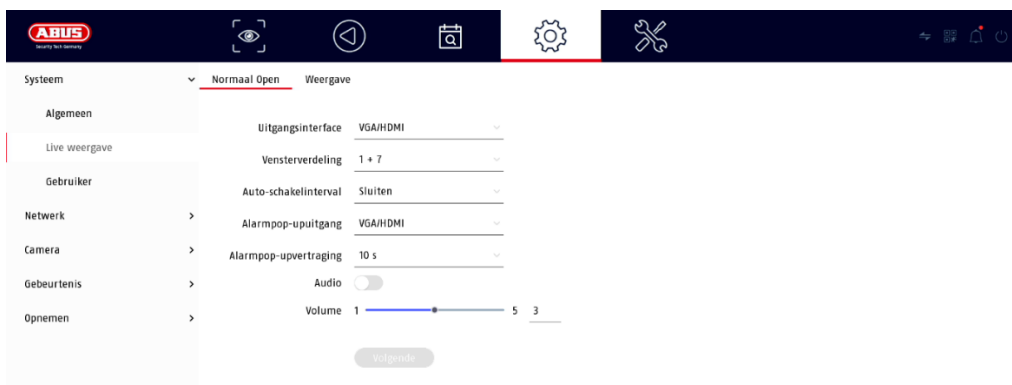 ABUS
Security Tech Germany
Systeem
Normaal Open
Weergave
Algemeen
Live weergave
Gebruiker
Netwerk
Camera
Gebeurtenis
Opnemen
Uitgangsinterface VGA/HDMI
Vensterverdeling 1 + 7
Auto-schakelinterval Sluiten
Alarmpop-upuitgang VGA/HDMI
Alarmpop-upvertraging 10 s
Audio
Volume 1 5 3
Volgende